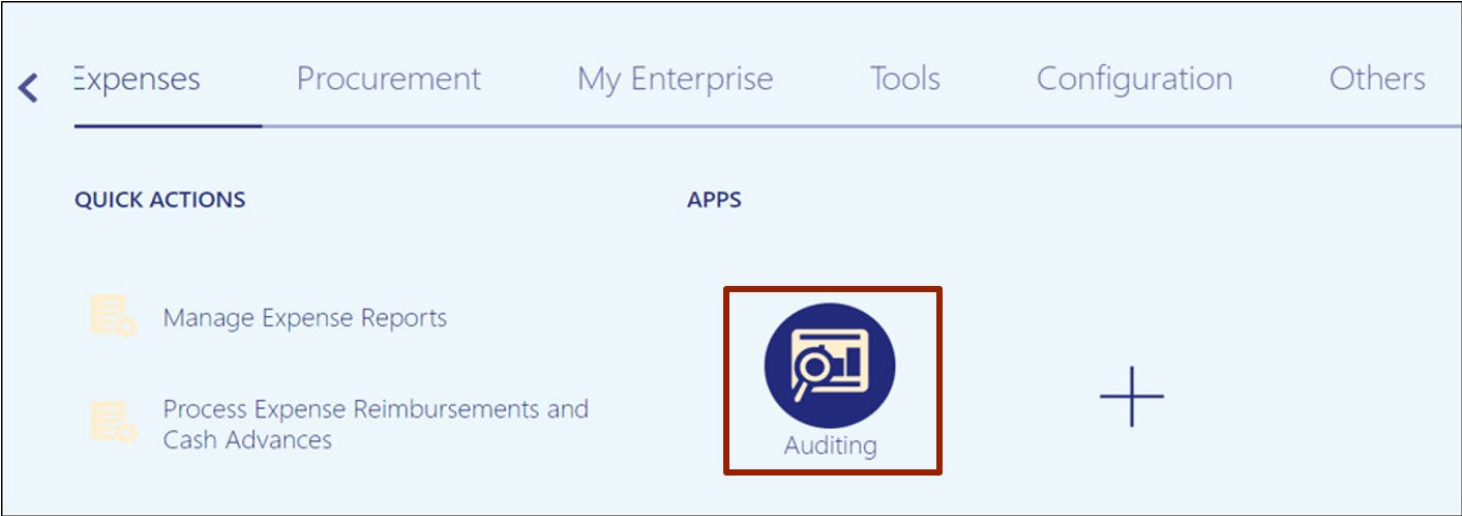 Expenses Procurement My Enterprise Tools Configuration Others
QUICK ACTIONS APPS
Manage Expense Reports
Process Expense Reimbursements and
Cash Advances
Auditing